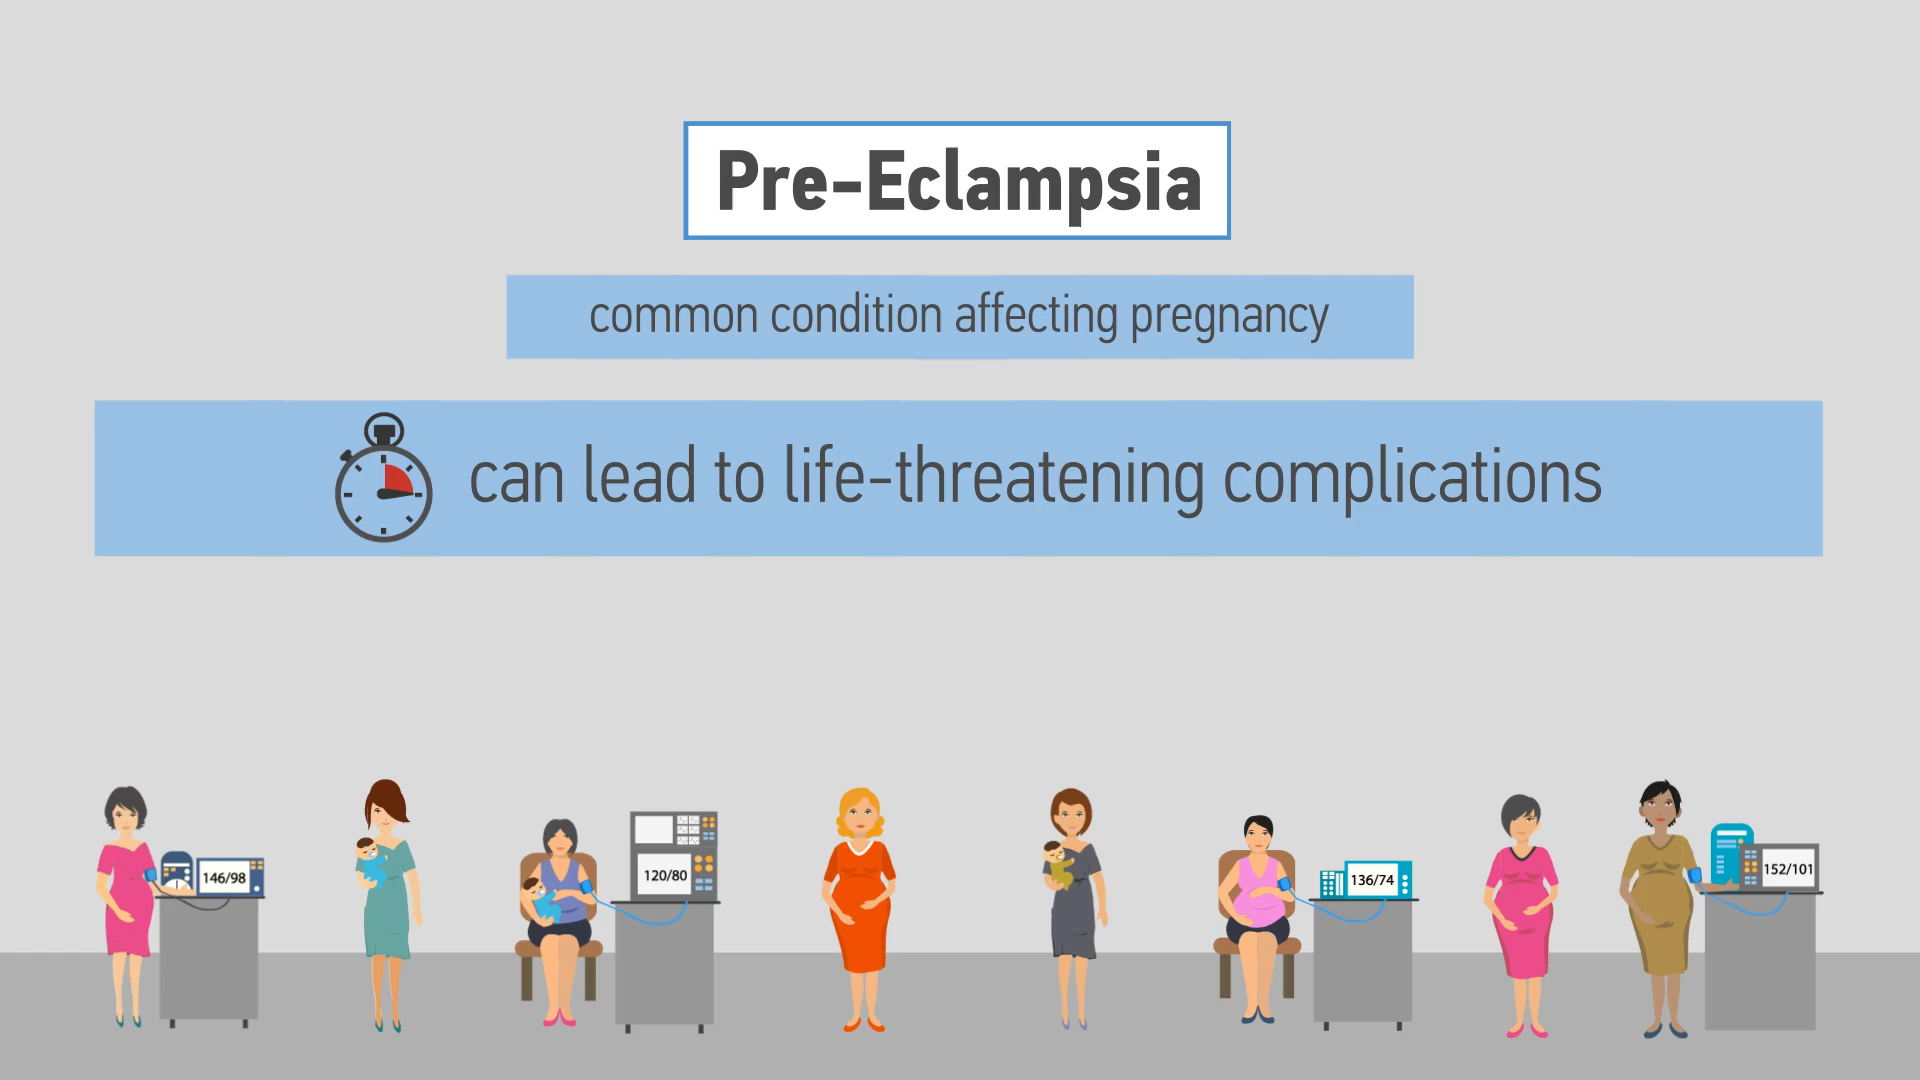 Pre-Eclampsia
common condition affecting pregnancy
can lead to life-threatening complications
146/98
120/80
136/74
152/101